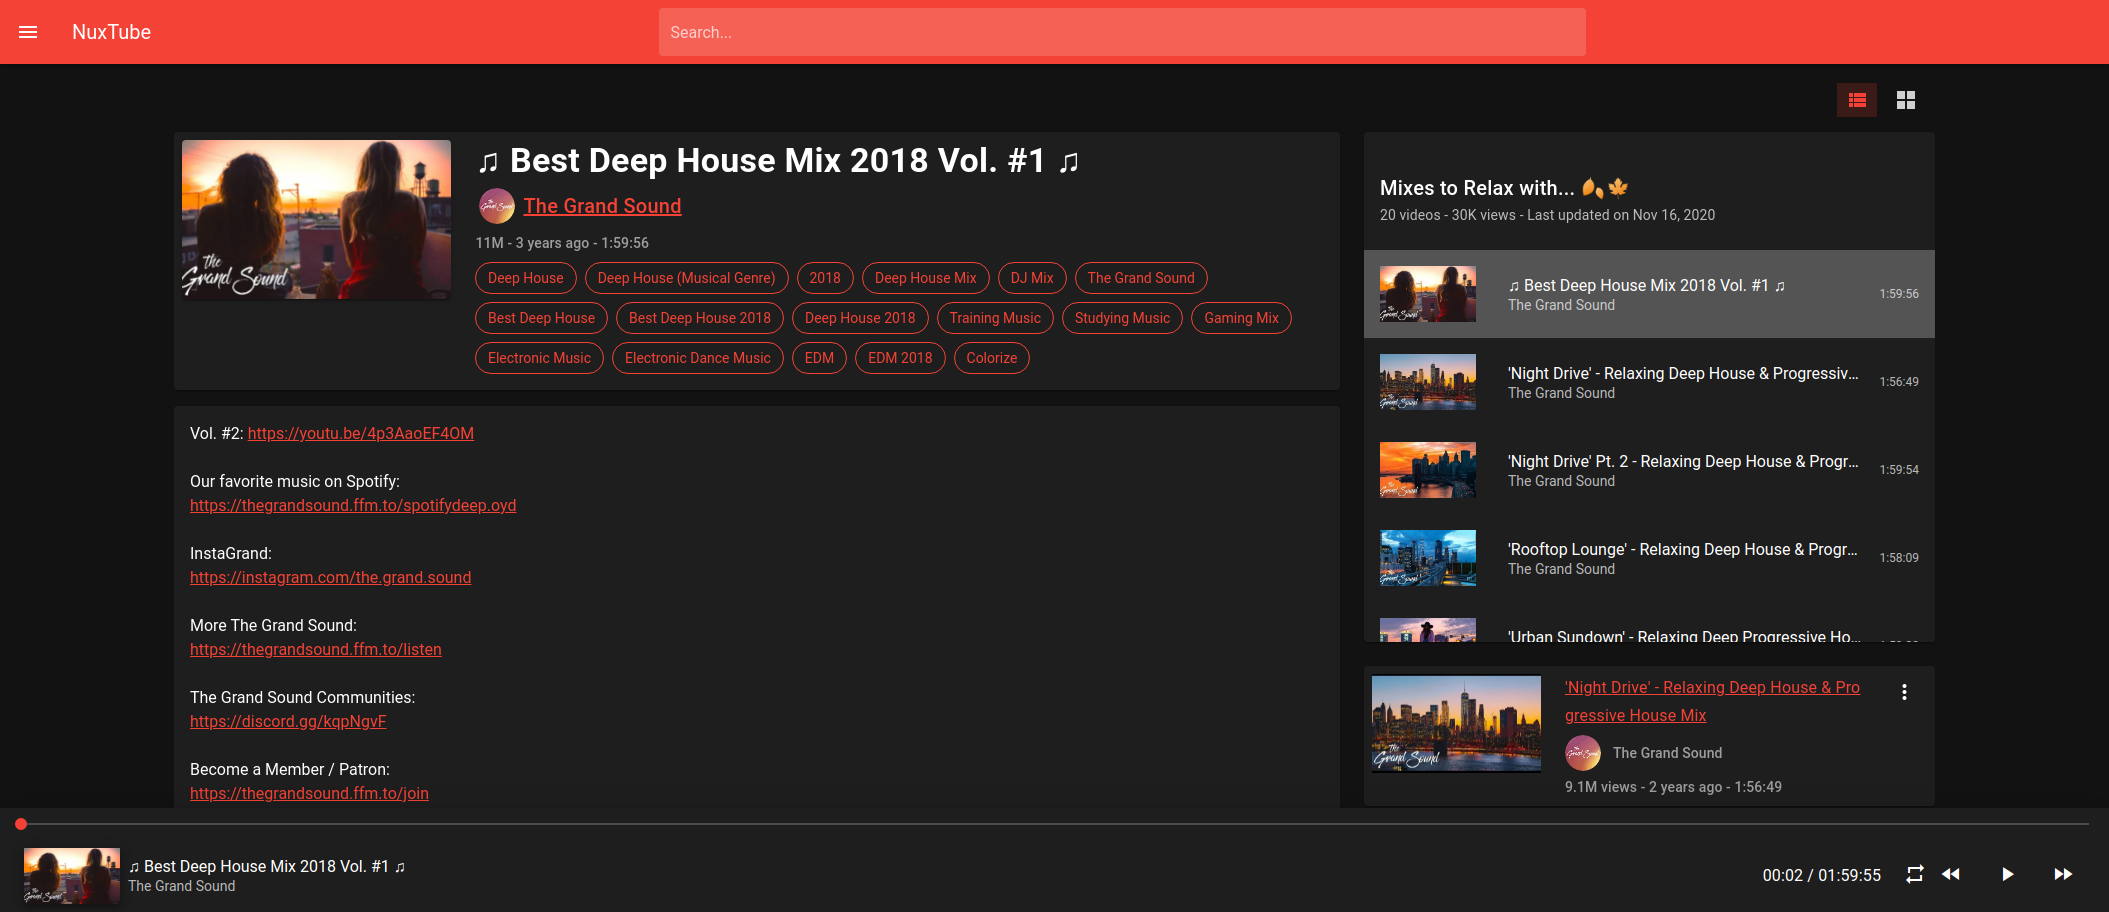 NuxTube
Search...
♫ Best Deep House Mix 2018 Vol. #1 ♫
The Grand Sound
11M - 3 years ago - 1:59:56
Deep House
Deep House (Musical Genre)
2018
Deep House Mix
DJ Mix
The Grand Sound
Best Deep House
Best Deep House 2018
Deep House 2018
Training Music
Studying Music
Gaming Mix
Electronic Music
Electronic Dance Music
EDM
EDM 2018
Colorize
the
Grand Sound
Vol. #2: https://youtu.be/4p3AaoEF4OM
Our favorite music on Spotify:
https://thegrandsound.ffm.to/spotifydeep.oyd
InstaGrand:
https://instagram.com/the.grand.sound
More The Grand Sound:
https://thegrandsound.ffm.to/listen
The Grand Sound Communities:
https://discord.gg/kqpNgvF
Become a Member / Patron:
https://thegrandsound.ffm.to/join
Mixes to Relax with... 🍂🍁
20 videos - 30K views - Last updated on Nov 16, 2020
♫ Best Deep House Mix 2018 Vol. #1 ♫
The Grand Sound
1:59:56
'Night Drive' - Relaxing Deep House & Progressiv...
The Grand Sound
1:56:49
'Night Drive' Pt. 2 - Relaxing Deep House & Progr...
The Grand Sound
1:59:54
'Rooftop Lounge' - Relaxing Deep House & Progr...
The Grand Sound
1:58:09
'Urban Sundown' - Relaxing Deep Progressive Ho...
the
Grand Sound
'Night Drive' - Relaxing Deep House & Pro
gressive House Mix
The Grand Sound
9.1M views - 2 years ago - 1:56:49
♫ Best Deep House Mix 2018 Vol. #1 ♫
The Grand Sound
00:02 / 01:59:55